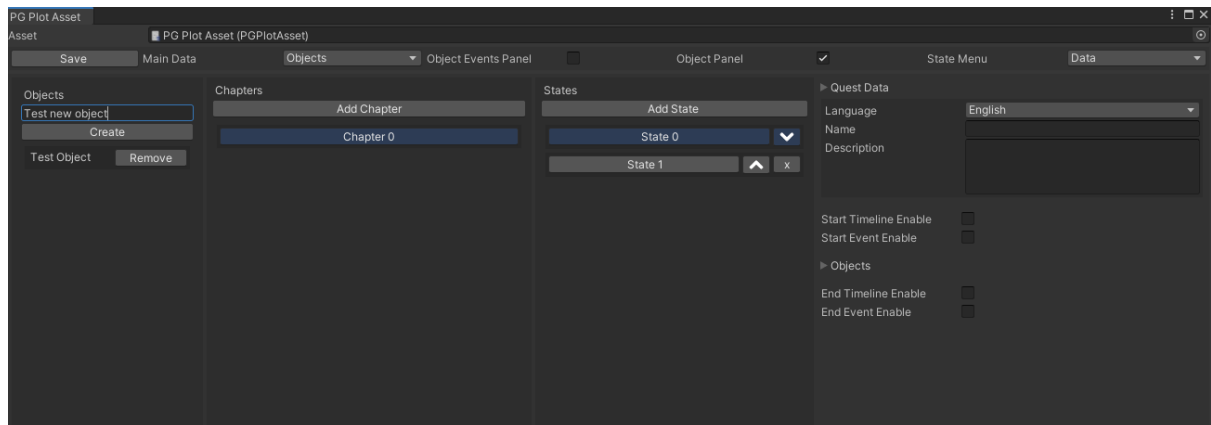 PG Plot Asset
Asset PG Plot Asset (PGPlotAsset)
Save Main Data Objects Object Events Panel Object Panel State Menu Data
Objects
Test new object
Create
Test Object Remove
Chapters
Add Chapter
Chapter 0
States
Add State
State 0
State 1 x
Quest Data
Language English
Name
Description
Start Timeline Enable
Start Event Enable
Objects
End Timeline Enable
End Event Enable